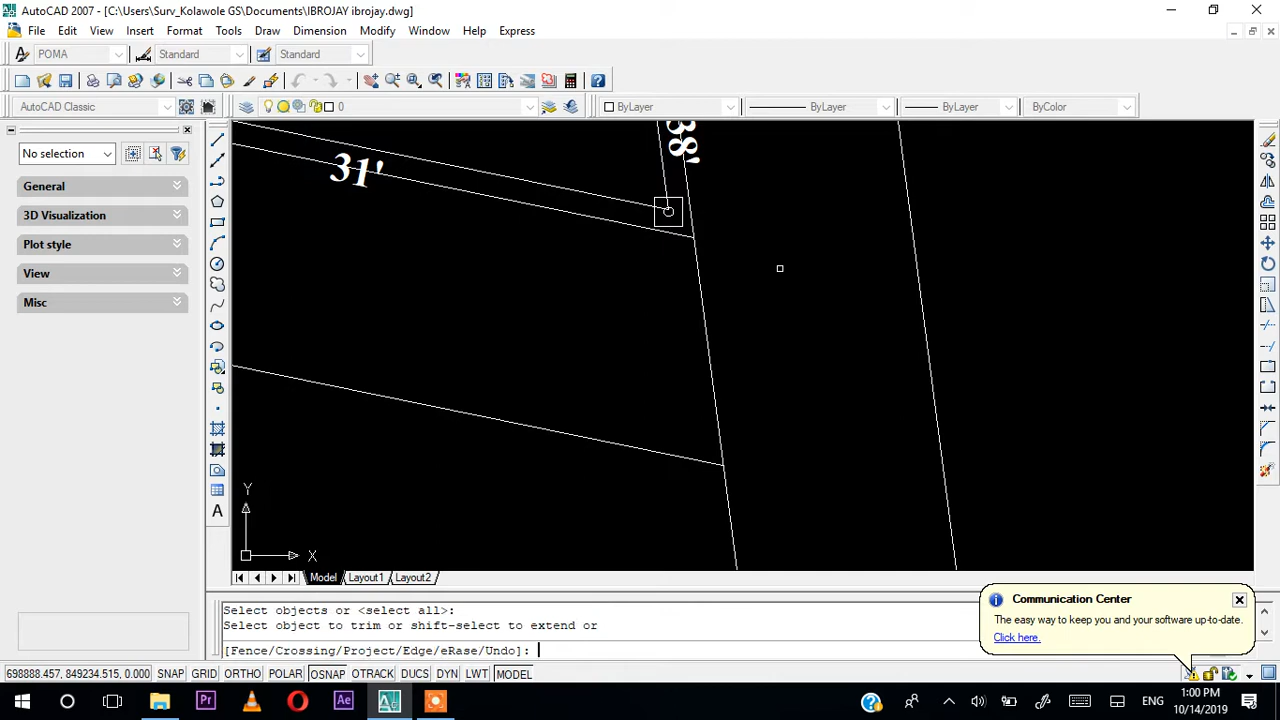 AutoCAD 2007 - [C:\Users\Surv_Kolawole GS\Documents\IBROJAY ibrojay.dwg]
File Edit View Insert Format Tools Draw Dimension Modify Window Help Express
POMA Standard Standard
AutoCAD Classic 0 ByLayer ByLayer ByLayer ByColor
No selection
General
3D Visualization
Plot style
View
Misc
31'
38'
Y
X
Model Layout1 Layout2
Select objects or <select all>:
Select object to trim or shift-select to extend or
[Fence/Crossing/Project/Edge/eRase/Undo]:
Communication Center
The easy way to keep you and your software up-to-date.
Click here.
698888.457, 849234.515, 0.000 SNAP GRID ORTHO POLAR OSNAP OTRACK DUCS DYN LWT MODEL
Pr Ae ENG 1:00 PM
10/14/2019